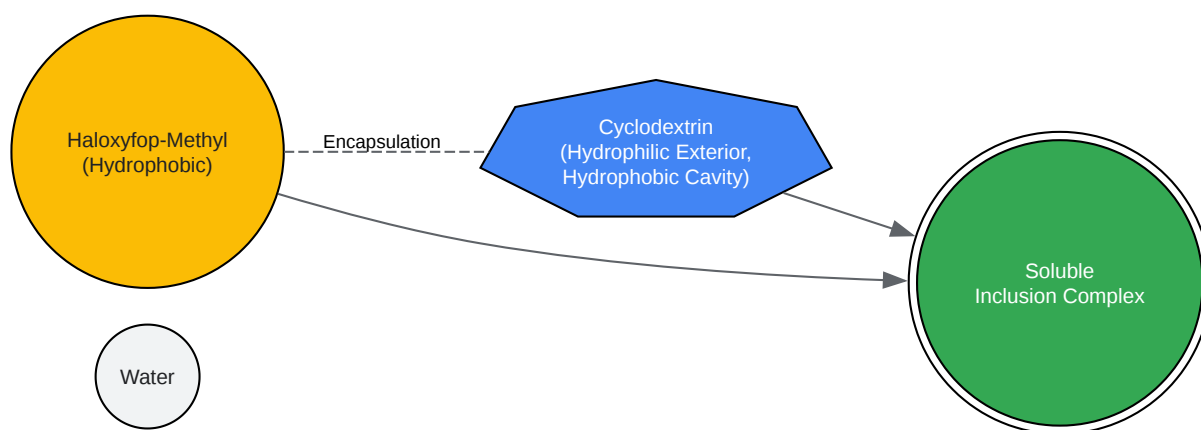 Haloxyfop-Methyl
(Hydrophobic)
Encapsulation
Cyclodextrin
(Hydrophilic Exterior,
Hydrophobic Cavity)
Soluble
Inclusion Complex
Water